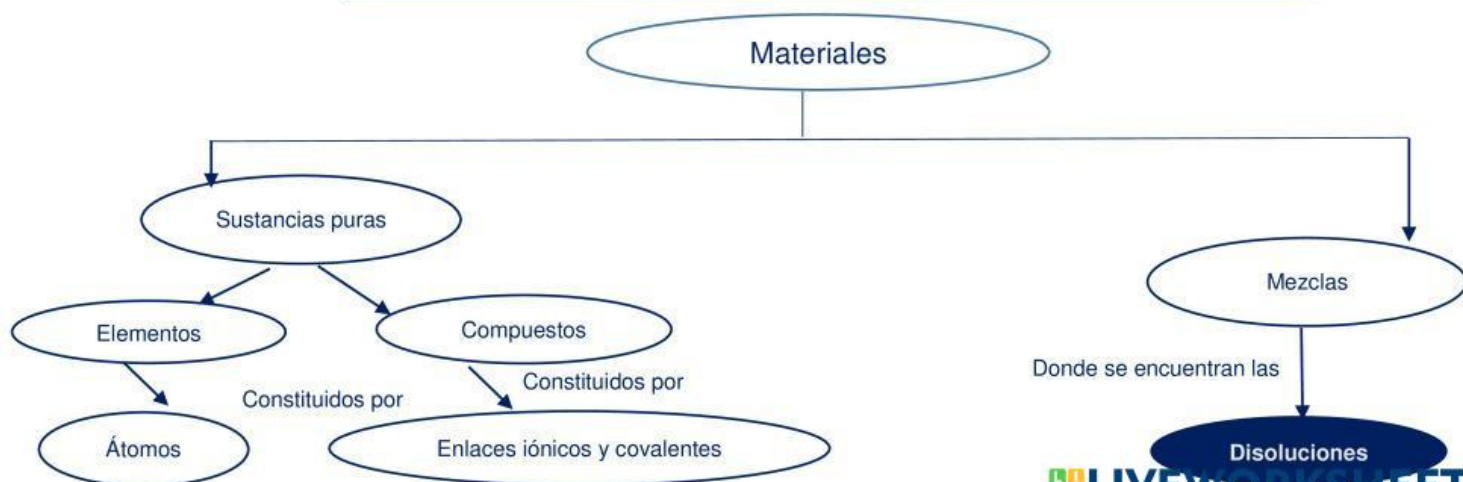 Materiales
Sustancias puras
Mezclas
Elementos
Compuestos
Donde se encuentran las
Constituidos por
Constituidos por
Átomos
Enlaces iónicos y covalentes
Disoluciones
LIVEWORKSHEET